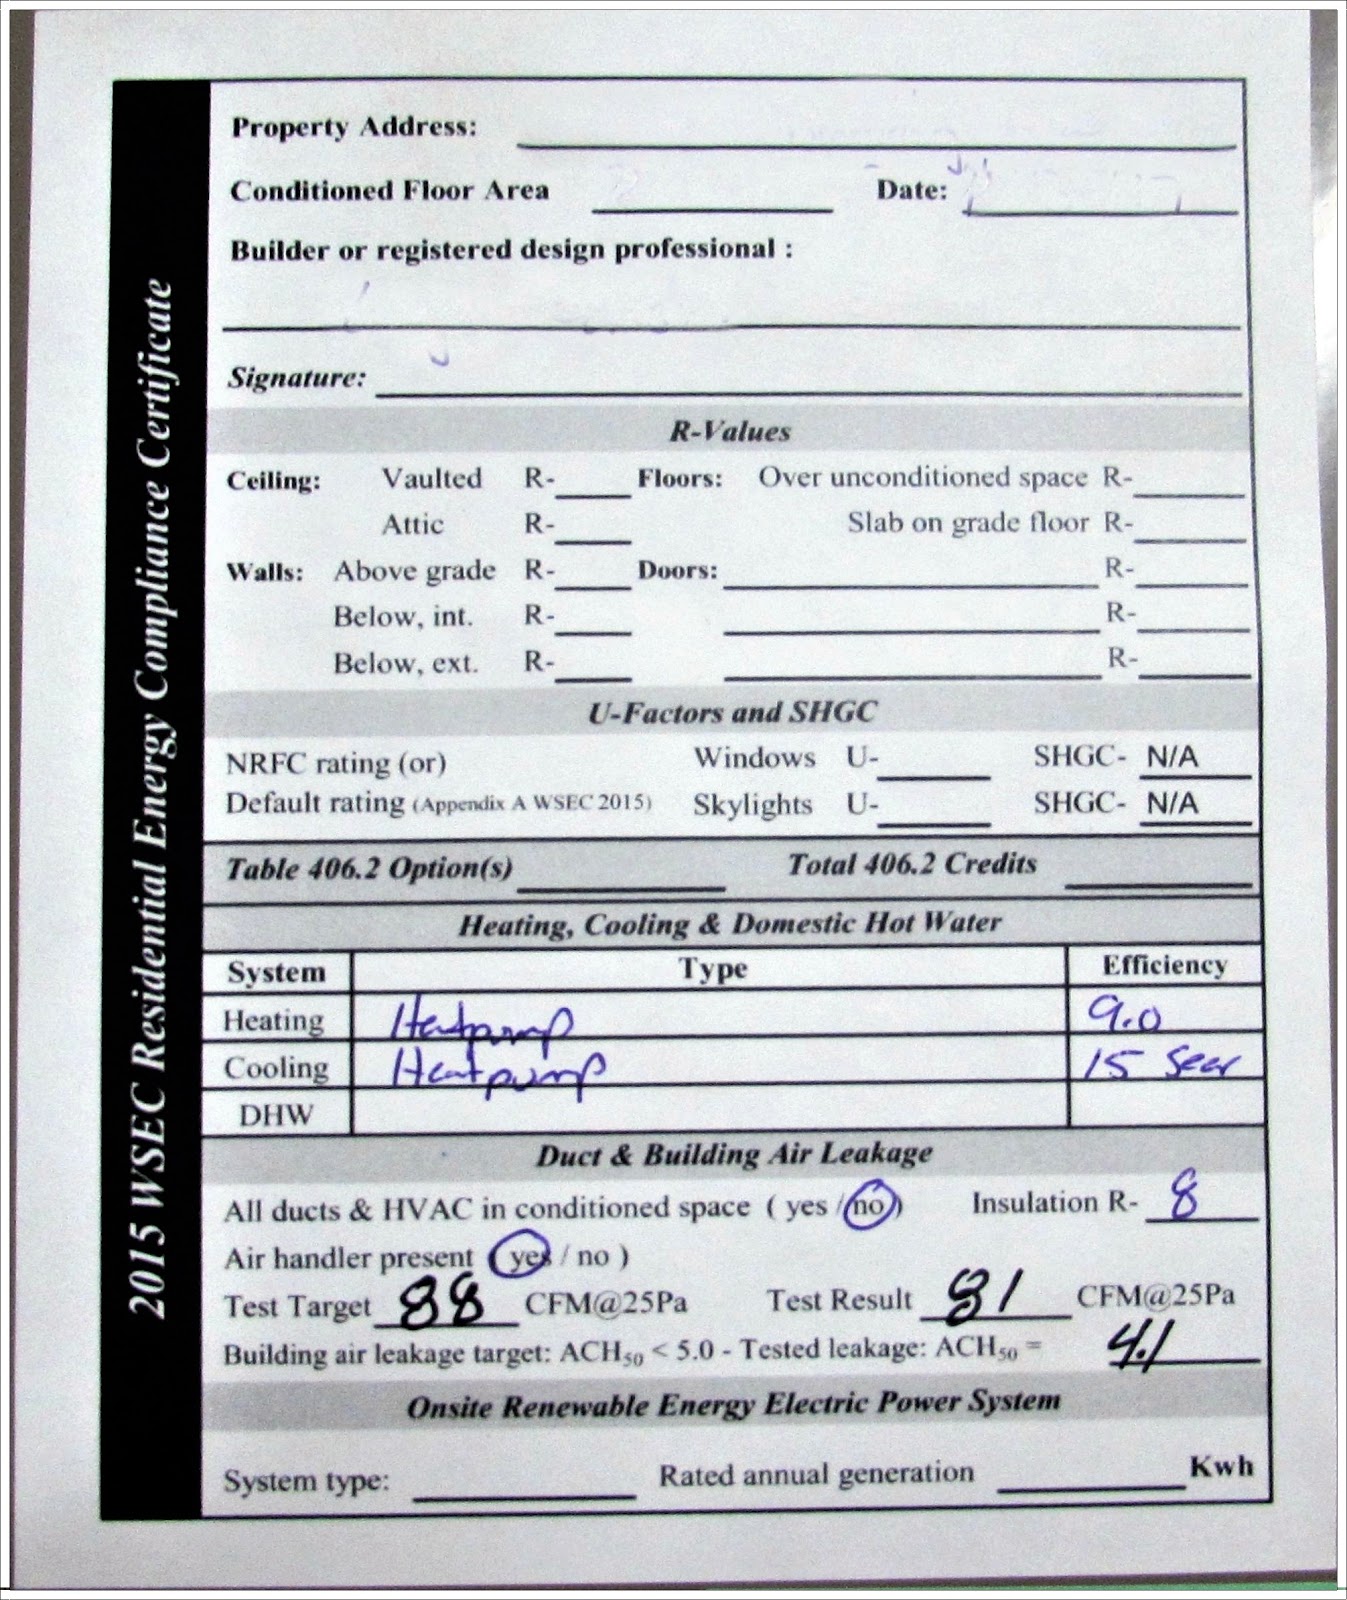 2015 WSEC Residential Energy Compliance Certificate
Property Address:
Conditioned Floor Area Date:
Builder or registered design professional :
Signature:
R-Values
Ceiling: Vaulted R- Floors: Over unconditioned space R-
Attic R- Slab on grade floor R-
Walls: Above grade R- Doors: R-
Below, int. R- R-
Below, ext. R- R-
U-Factors and SHGC
NRFC rating (or) Windows U- SHGC- N/A
Default rating (Appendix A WSEC 2015) Skylights U- SHGC- N/A
Table 406.2 Option(s) Total 406.2 Credits
Heating, Cooling & Domestic Hot Water
System Type Efficiency
Heating Heatpump 9.0
Cooling Heatpump 15 Seer
DHW
Duct & Building Air Leakage
All ducts & HVAC in conditioned space ( yes / no ) Insulation R- 8
Air handler present ( yes / no )
Test Target 88 CFM@25Pa Test Result 81 CFM@25Pa
Building air leakage target: ACH50 < 5.0 - Tested leakage: ACH50 = 4.1
Onsite Renewable Energy Electric Power System
System type: Rated annual generation Kwh